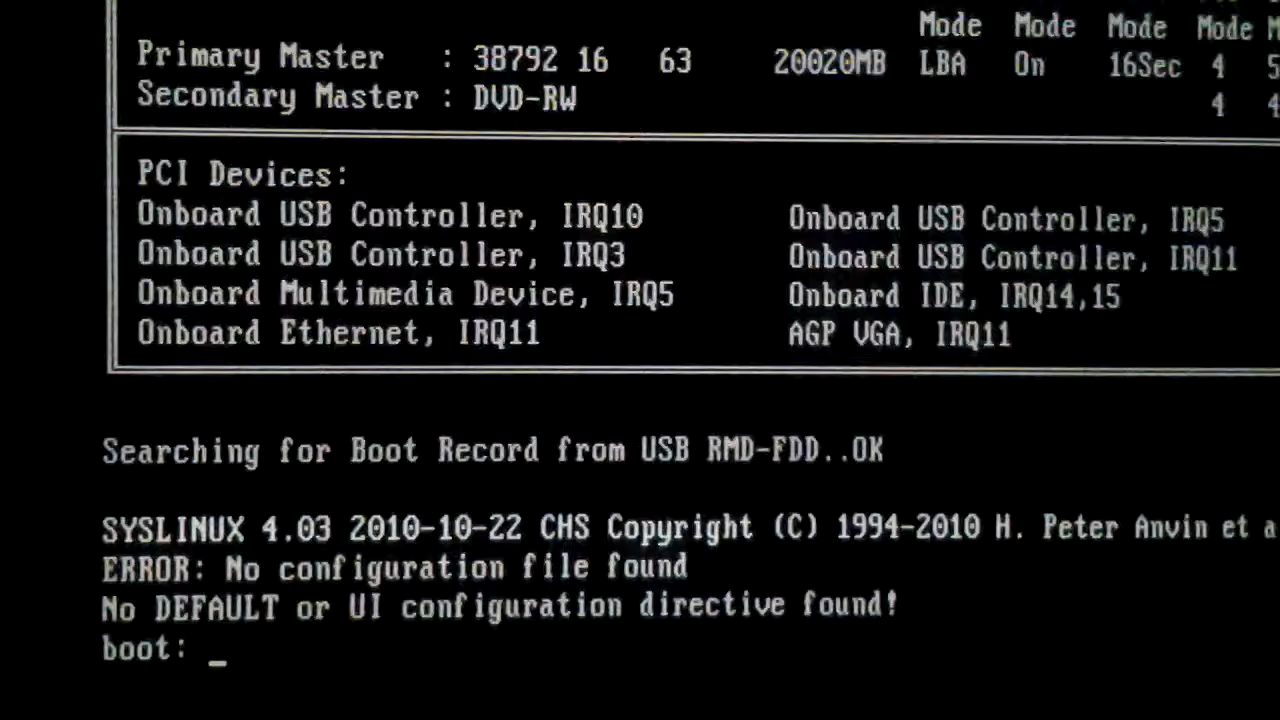 Mode Mode Mode Mode
Primary Master : 38792 16 63 20020MB LBA On 16Sec 4 5
Secondary Master : DVD-RW 4 4
PCI Devices:
Onboard USB Controller, IRQ10 Onboard USB Controller, IRQ5
Onboard USB Controller, IRQ3 Onboard USB Controller, IRQ11
Onboard Multimedia Device, IRQ5 Onboard IDE, IRQ14,15
Onboard Ethernet, IRQ11 AGP VGA, IRQ11
Searching for Boot Record from USB RMD-FDD..OK
SYSLINUX 4.03 2010-10-22 CHS Copyright (C) 1994-2010 H. Peter Anvin et a
ERROR: No configuration file found
No DEFAULT or UI configuration directive found!
boot: _